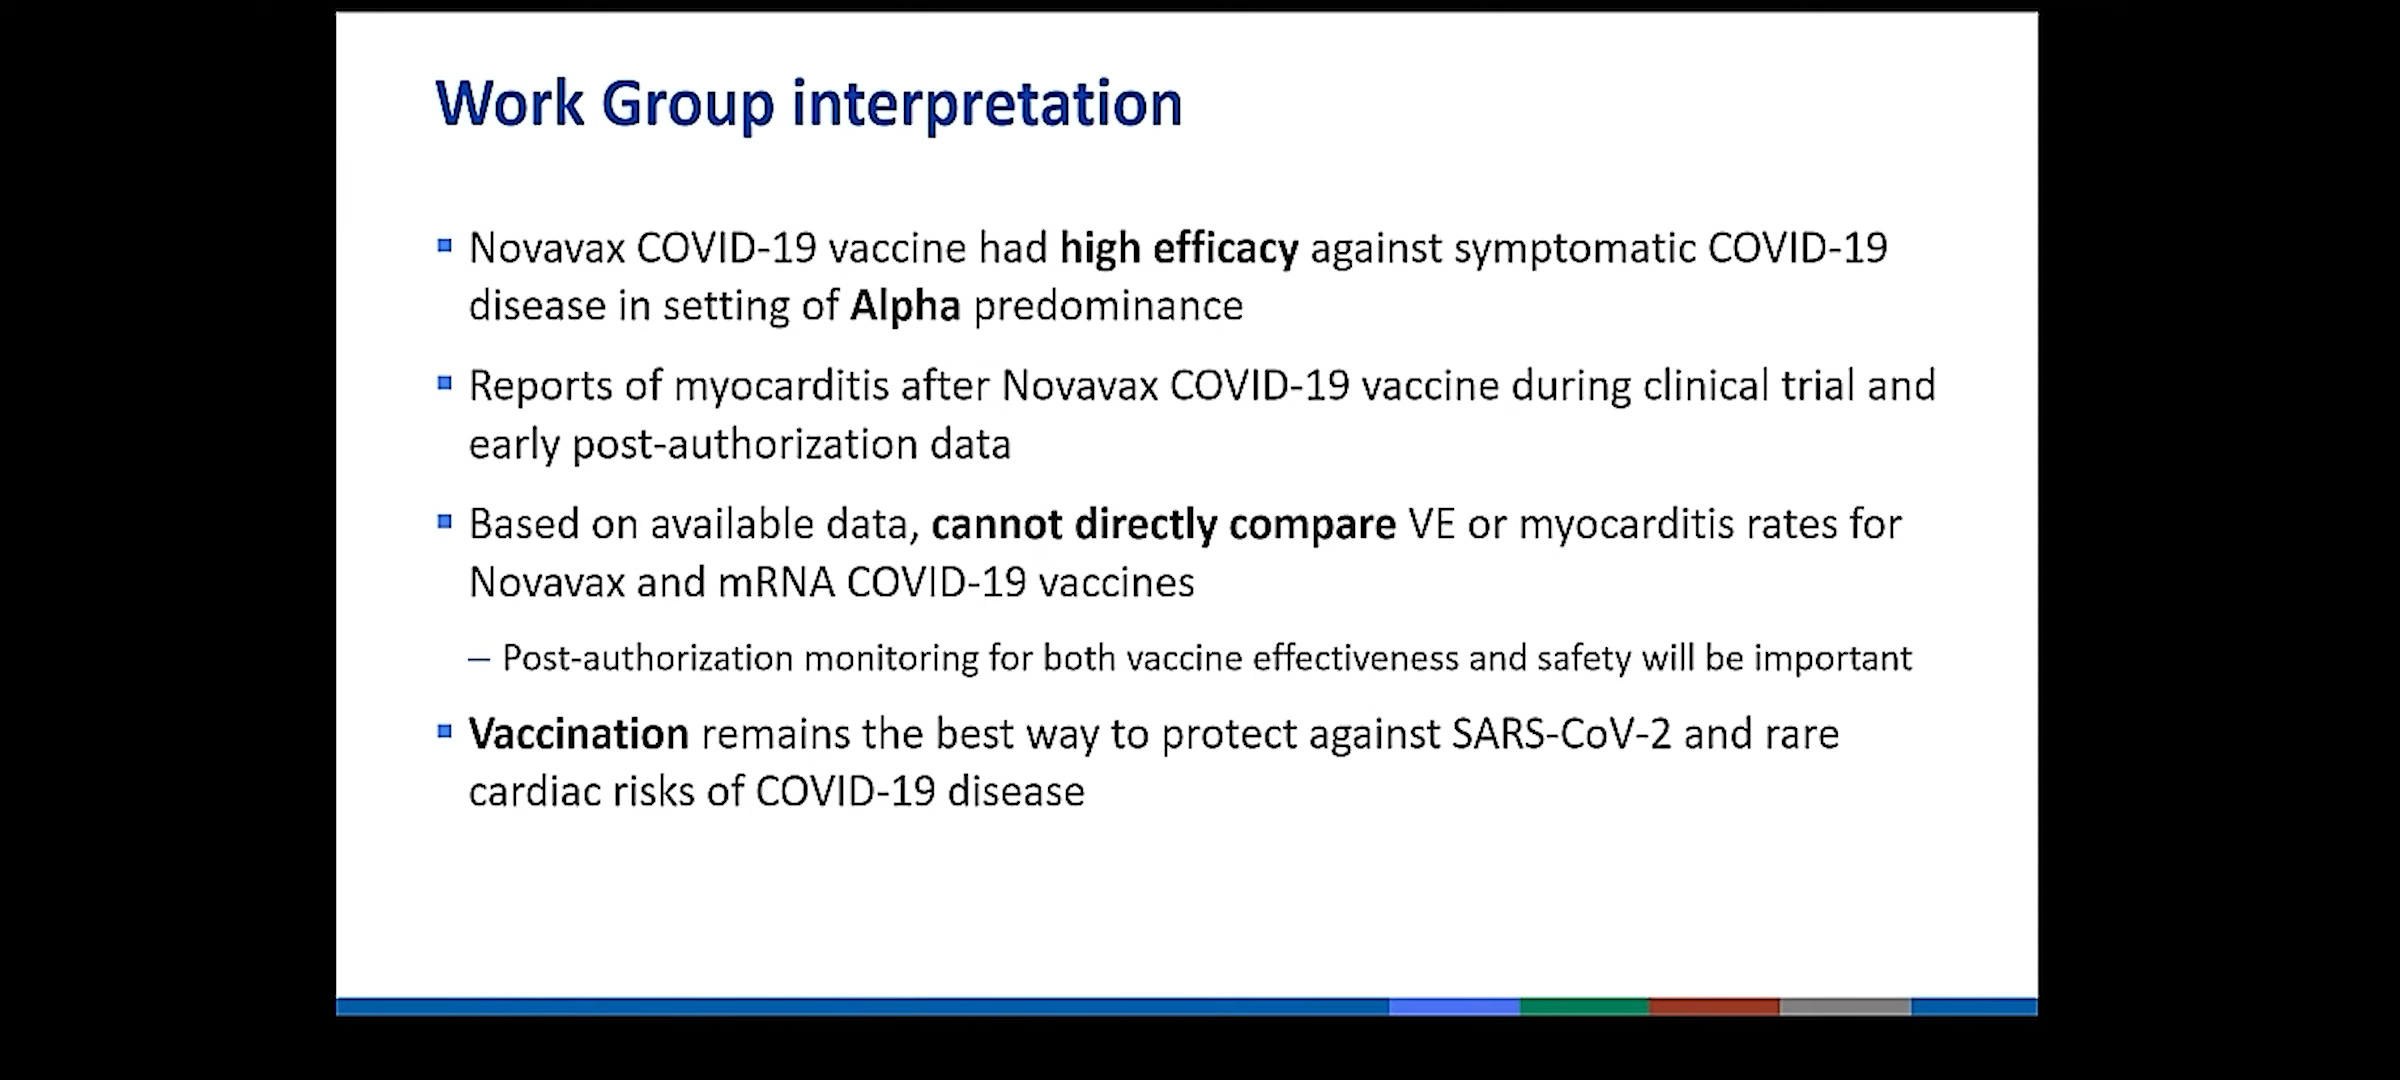 Work Group interpretation
▪ Novavax COVID-19 vaccine had high efficacy against symptomatic COVID-19
disease in setting of Alpha predominance
▪ Reports of myocarditis after Novavax COVID-19 vaccine during clinical trial and
early post-authorization data
▪ Based on available data, cannot directly compare VE or myocarditis rates for
Novavax and mRNA COVID-19 vaccines
– Post-authorization monitoring for both vaccine effectiveness and safety will be important
▪ Vaccination remains the best way to protect against SARS-CoV-2 and rare
cardiac risks of COVID-19 disease